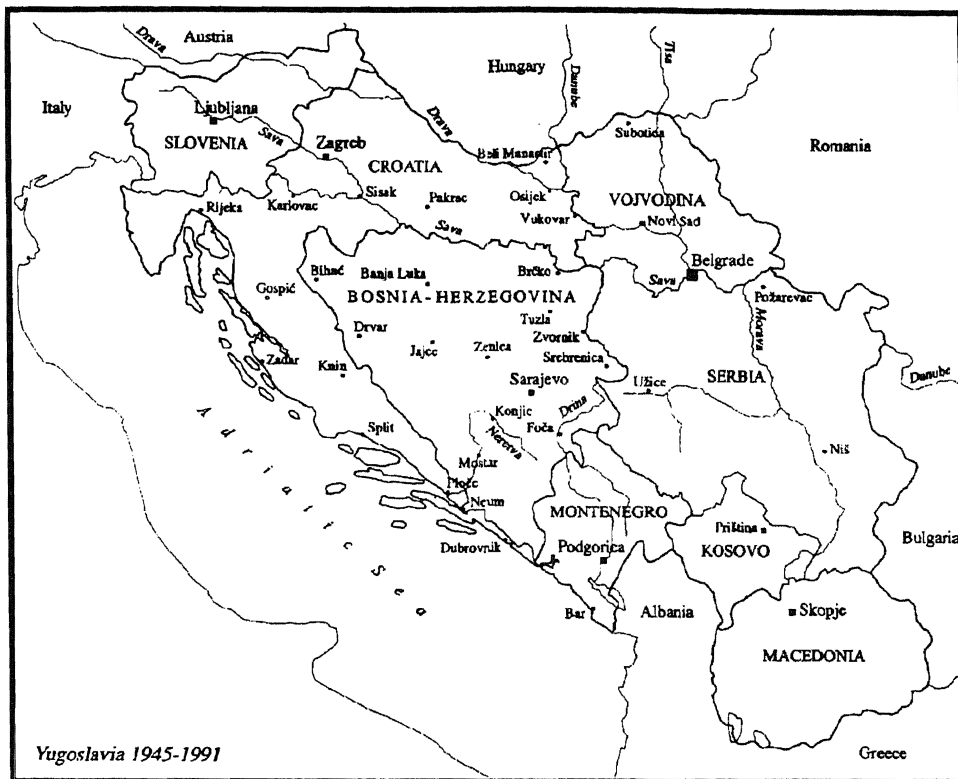 Austria
Drava
Hungary
Danube
Tisa
Italy
Ljubljana
SLOVENIA
Sava
Zagreb
CROATIA
Drava
Subotica
Romania
Beli Manastir
Rijeka
Karlovac
Sisak
Pakrac
Osijek
Vukovar
VOJVODINA
Novi Sad
Sava
Bihać
Banja Luka
Brčko
Sava
Belgrade
Požarevac
Gospić
BOSNIA-HERZEGOVINA
Tuzla
Morava
Drvar
Jajce
Zenica
Zvornik
Srebrenica
Zadar
Knin
Sarajevo
Užice
SERBIA
Danube
Konjic
Drina
Foča
Split
Neretva
Mostar
Niš
Adriatic Sea
Ploče
Neum
MONTENEGRO
Priština
KOSOVO
Bulgaria
Dubrovnik
Podgorica
Bar
Albania
Skopje
MACEDONIA
Yugoslavia 1945-1991
Greece